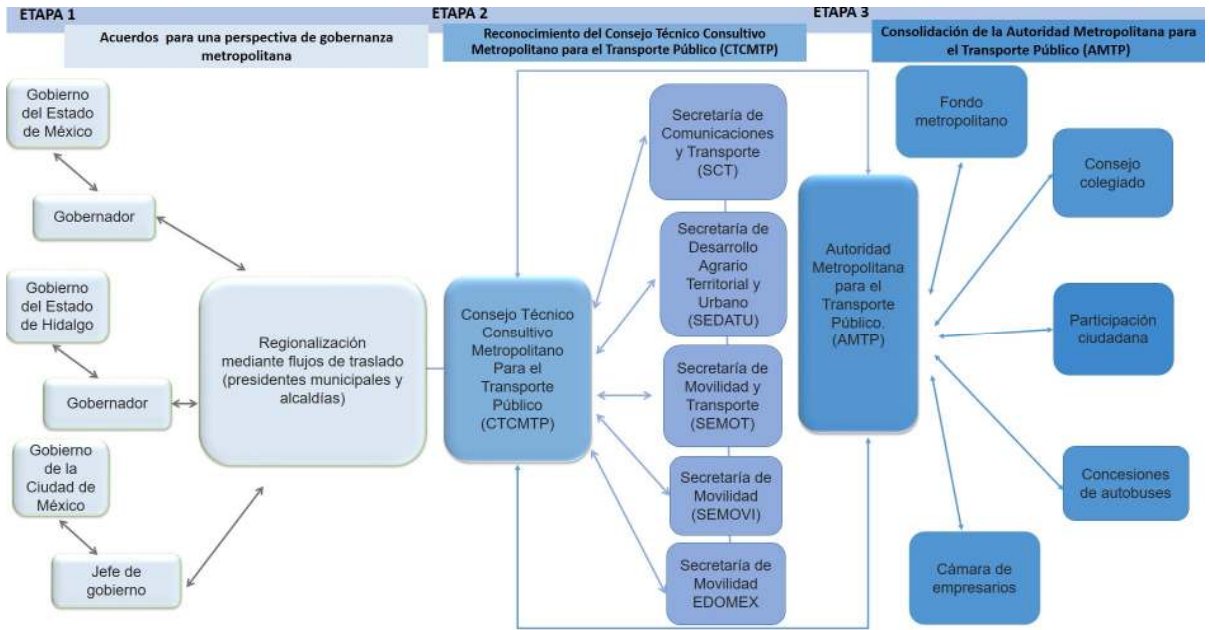 ETAPA 1
Acuerdos para una perspectiva de gobernanza
metropolitana
Gobierno
del Estado
de México
Gobernador
Gobierno
del Estado
de Hidalgo
Gobernador
Gobierno
de la
Ciudad de
México
Jefe de
gobierno
Regionalización
mediante flujos de traslado
(presidentes municipales y
alcaldías)
ETAPA 2
Reconocimiento del Consejo Técnico Consultivo
Metropolitano para el Transporte Público (CTCMTP)
Consejo Técnico
Consultivo
Metropolitano
Para el
Transporte
Público
(CTCMTP)
Secretaría de
Comunicaciones
y Transporte
(SCT)
Secretaría de
Desarrollo
Agrario
Territorial y
Urbano
(SEDATU)
Secretaría de
Movilidad y
Transporte
(SEMOT)
Secretaría de
Movilidad
(SEMOVI)
Secretaría de
Movilidad
EDOMEX
ETAPA 3
Consolidación de la Autoridad Metropolitana para
el Transporte Público (AMTP)
Autoridad
Metropolitana
para el
Transporte
Público.
(AMTP)
Fondo
metropolitano
Consejo
colegiado
Participación
ciudadana
Concesiones
de autobuses
Cámara de
empresarios